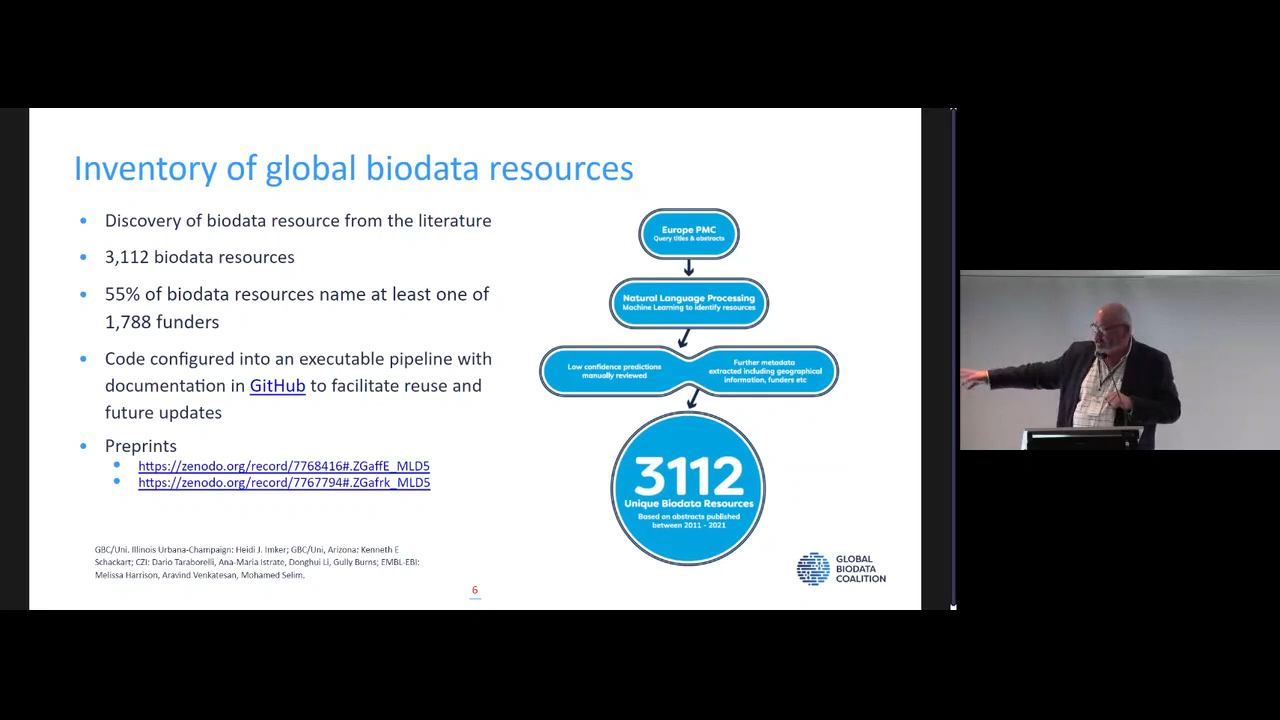 Inventory of global biodata resources
Discovery of biodata resource from the literature
3,112 biodata resources
55% of biodata resources name at least one of
1,788 funders
Code configured into an executable pipeline with
documentation in GitHub to facilitate reuse and
future updates
Preprints
https://zenodo.org/record/7768416#.ZGaffE_MLD5
https://zenodo.org/record/7767794#.ZGafrk_MLD5
GBC/Uni. Illinois Urbana-Champaign: Heidi J. Imker; GBC/Uni, Arizona: Kenneth E
Schackart; CZI: Dario Taraborelli, Ana-Maria Istrate, Donghui Li, Gully Burns; EMBL-EBI:
Melissa Harrison, Aravind Venkatesan, Mohamed Selim.
6
Europe PMC
Query titles & abstracts
Natural Language Processing
Machine Learning to identify resources
Low confidence predictions
manually reviewed
Further metadata
extracted including geographical
information, funders etc
3112
Unique Biodata Resources
Based on abstracts published
between 2011 - 2021
GLOBAL
BIODATA
COALITION